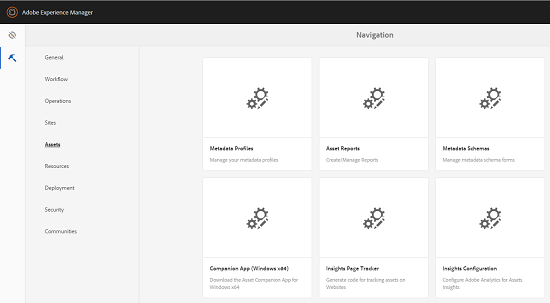 Adobe Experience Manager
Navigation
General
Workflow
Operations
Sites
Assets
Resources
Deployment
Security
Communities
Metadata Profiles
Manage your metadata profiles
Asset Reports
Create/Manage Reports
Metadata Schemas
Manage metadata schema forms
Companion App (Windows x64)
Download the Asset Companion App for
Windows x64
Insights Page Tracker
Generate code for tracking assets on
Websites
Insights Configuration
Configure Adobe Analytics for Assets
Insights